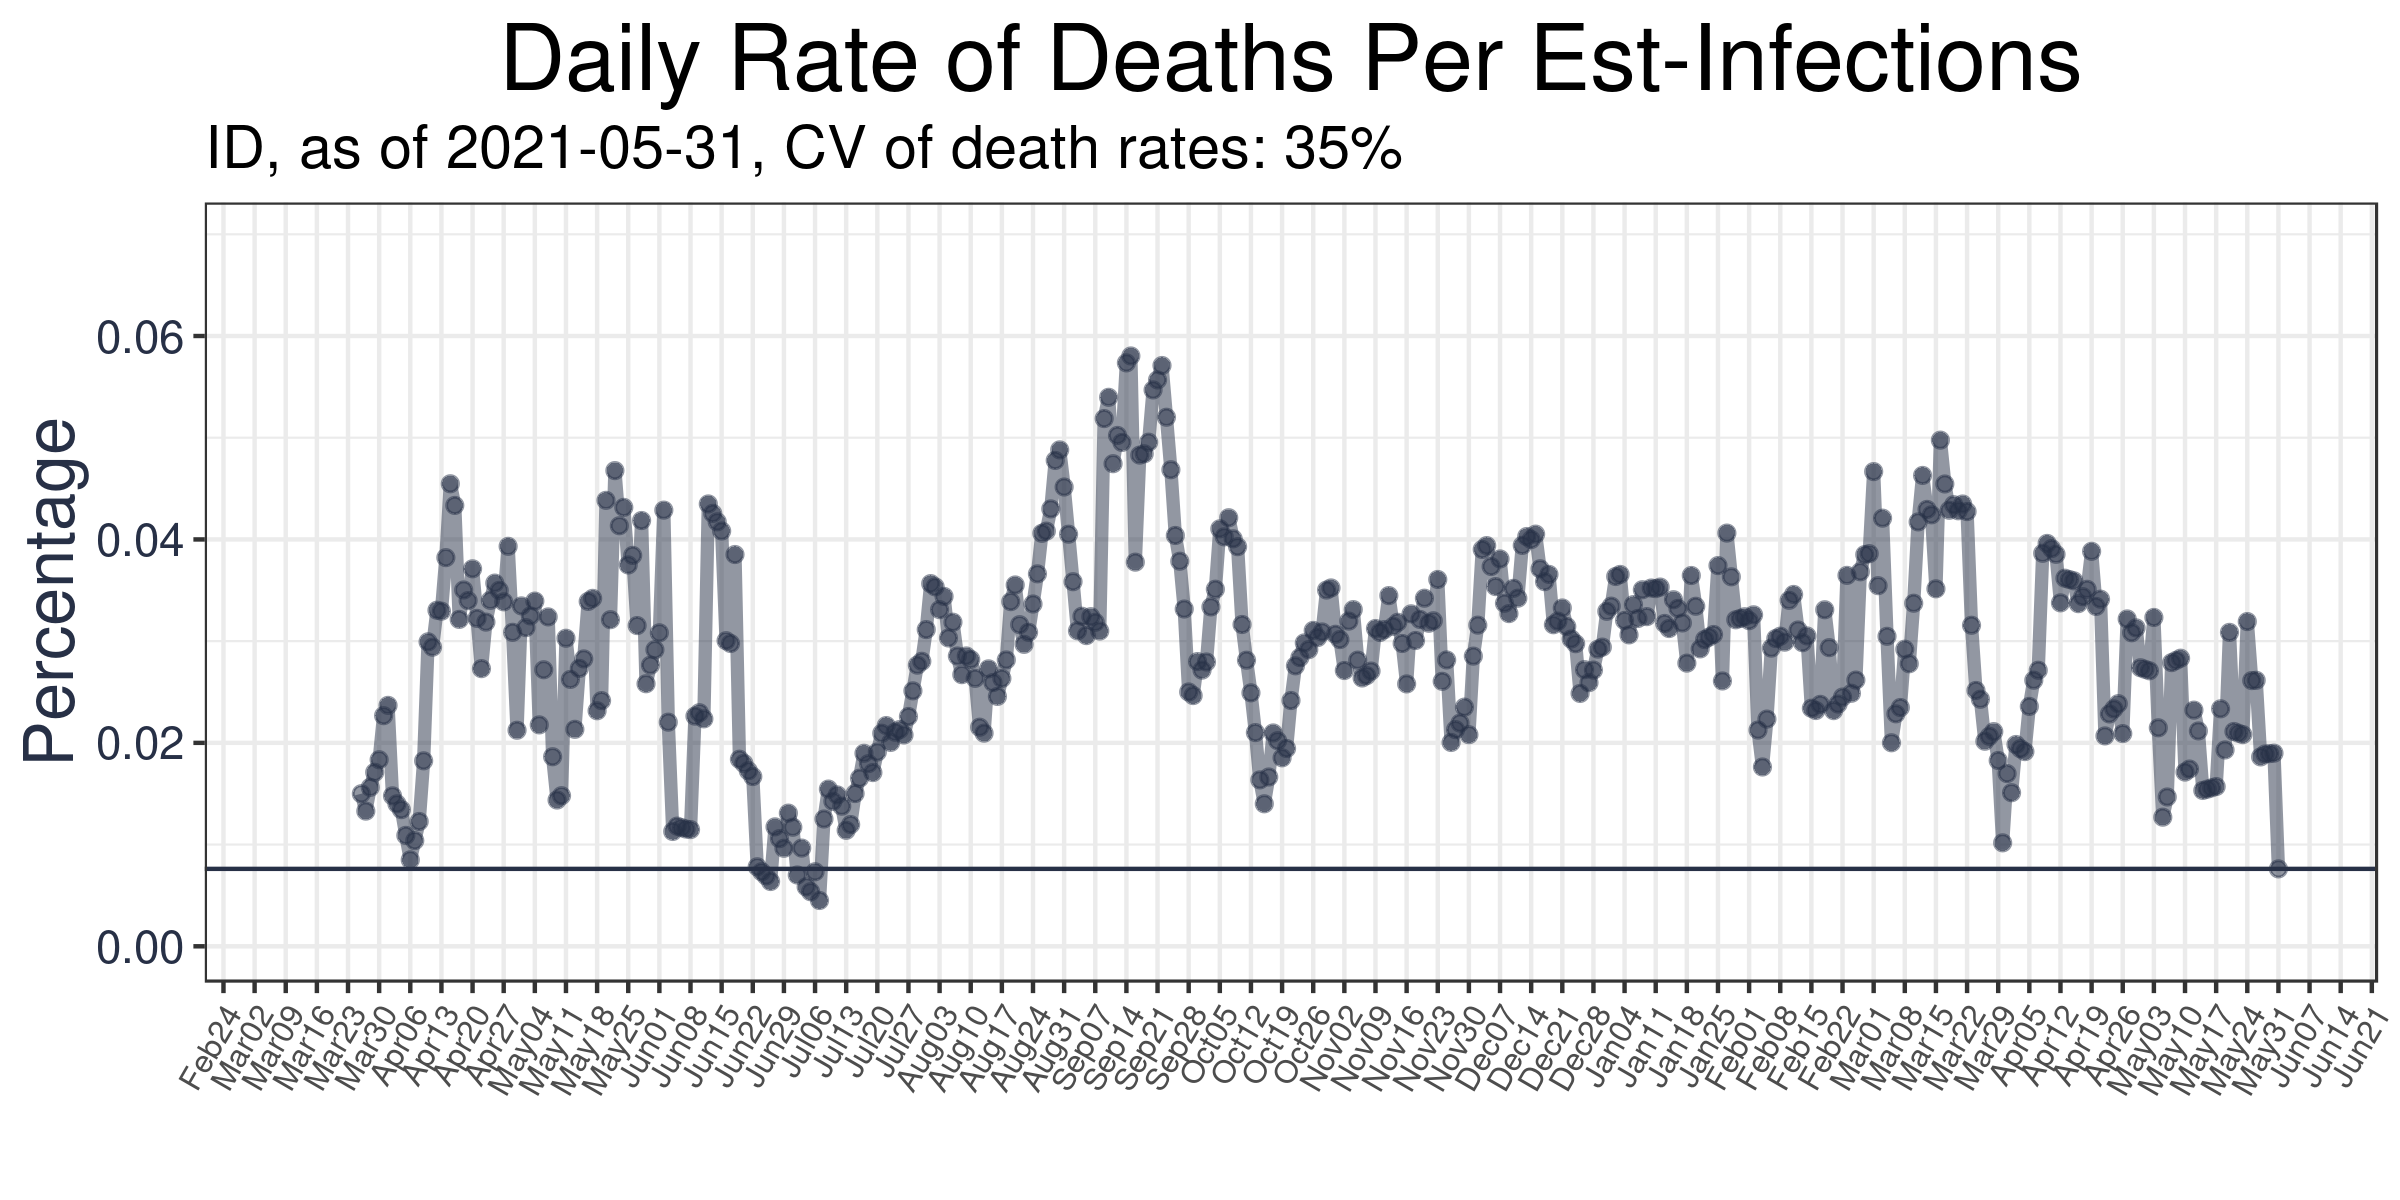 Daily Rate of Deaths Per Est-Infections
ID, as of 2021-05-31, CV of death rates: 35%
Percentage
0.06
0.04
0.02
0.00
Feb24
Mar02
Mar09
Mar16
Mar23
Mar30
Apr06
Apr13
Apr20
Apr27
May04
May11
May18
May25
Jun01
Jun08
Jun15
Jun22
Jun29
Jul06
Jul13
Jul20
Jul27
Aug03
Aug10
Aug17
Aug24
Aug31
Sep07
Sep14
Sep21
Sep28
Oct05
Oct12
Oct19
Oct26
Nov02
Nov09
Nov16
Nov23
Nov30
Dec07
Dec14
Dec21
Dec28
Jan04
Jan11
Jan18
Jan25
Feb01
Feb08
Feb15
Feb22
Mar01
Mar08
Mar15
Mar22
Mar29
Apr05
Apr12
Apr19
Apr26
May03
May10
May17
May24
May31
Jun07
Jun14
Jun21